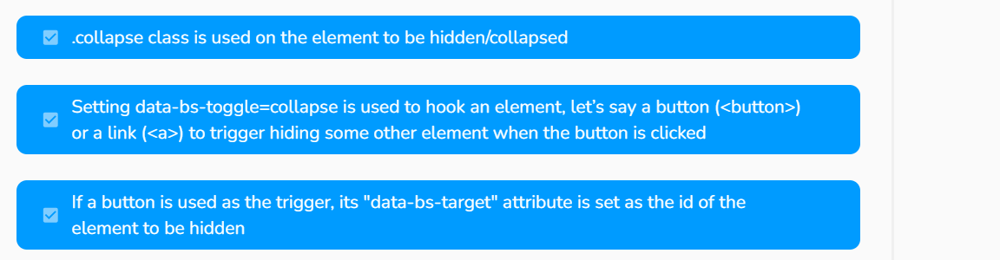 .collapse class is used on the element to be hidden/collapsed
Setting data-bs-toggle=collapse is used to hook an element, let’s say a button (<button>)
or a link (<a>) to trigger hiding some other element when the button is clicked
If a button is used as the trigger, its "data-bs-target" attribute is set as the id of the
element to be hidden